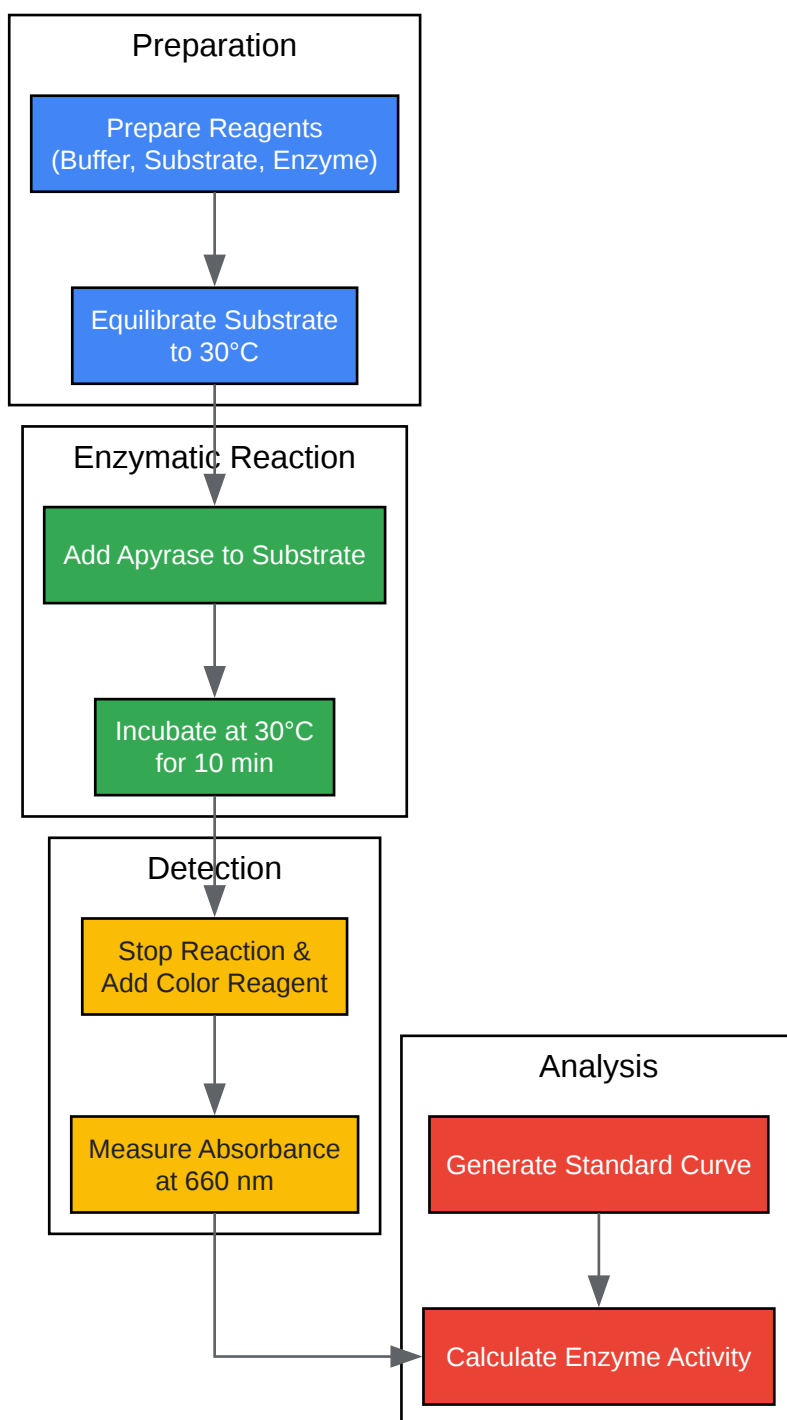 Preparation
Prepare Reagents
(Buffer, Substrate, Enzyme)
Equilibrate Substrate
to 30°C
Enzymatic Reaction
Add Apyrase to Substrate
Incubate at 30°C
for 10 min
Detection
Stop Reaction &
Add Color Reagent
Measure Absorbance
at 660 nm
Analysis
Generate Standard Curve
Calculate Enzyme Activity